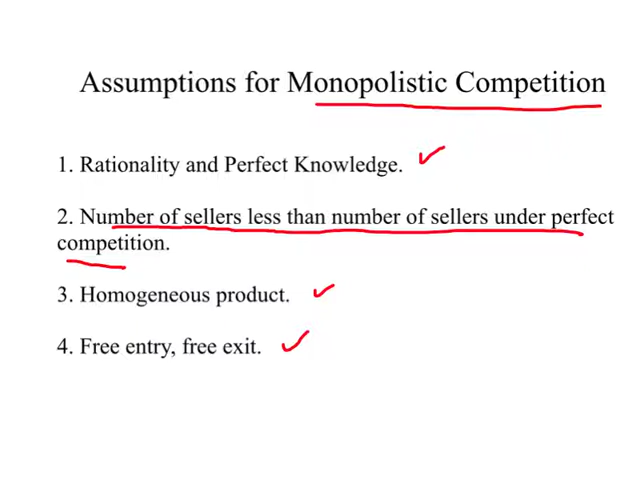 Assumptions for Monopolistic Competition
1. Rationality and Perfect Knowledge.
2. Number of sellers less than number of sellers under perfect
competition.
3. Homogeneous product.
4. Free entry, free exit.